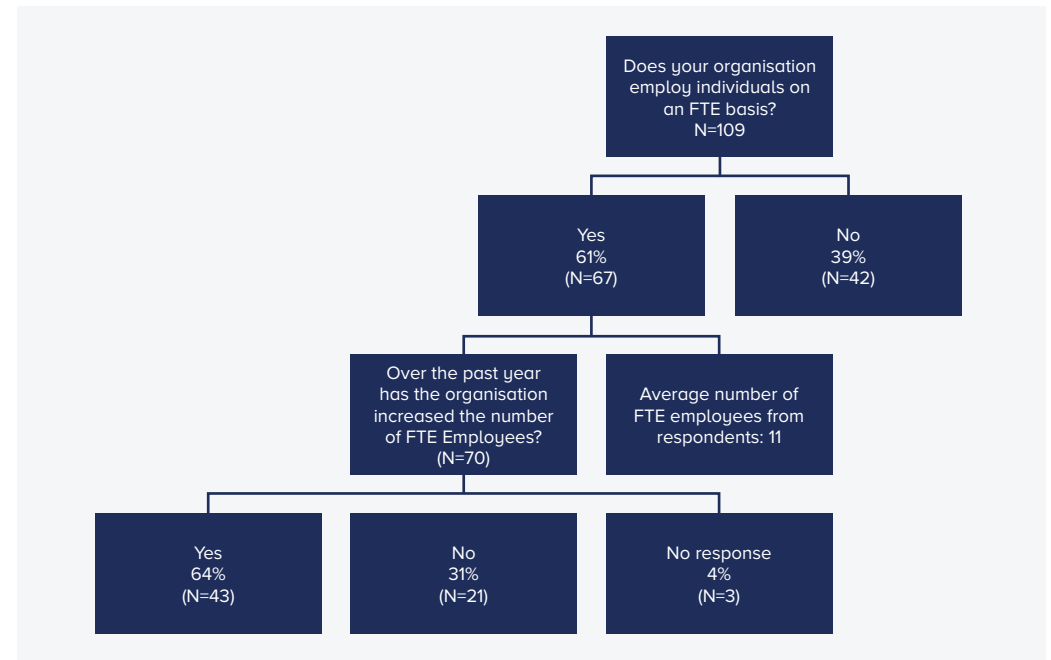 Does your organisation
employ individuals on
an FTE basis?
N=109
Yes
61%
(N=67)
No
39%
(N=42)
Over the past year
has the organisation
increased the number
of FTE Employees?
(N=70)
Average number of
FTE employees from
respondents: 11
Yes
64%
(N=43)
No
31%
(N=21)
No response
4%
(N=3)